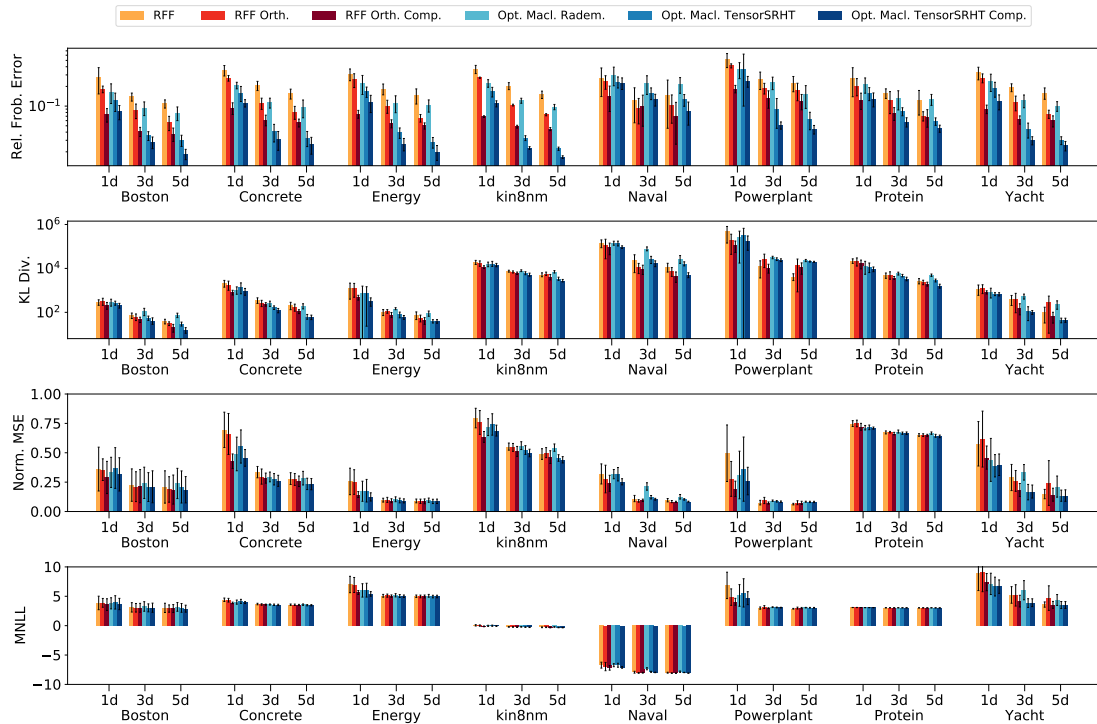 RFF RFF Orth. RFF Orth. Comp. Opt. Macl. Radem. Opt. Macl. TensorSRHT Opt. Macl. TensorSRHT Comp.
Rel. Prob. Error
10⁻¹
1d 3d 5d 1d 3d 5d 1d 3d 5d 1d 3d 5d 1d 3d 5d 1d 3d 5d 1d 3d 5d 1d 3d 5d
Boston Concrete Energy kin8nm Naval Powerplant Protein Yacht
KL Div.
10⁶
10⁴
10²
1d 3d 5d 1d 3d 5d 1d 3d 5d 1d 3d 5d 1d 3d 5d 1d 3d 5d 1d 3d 5d 1d 3d 5d
Boston Concrete Energy kin8nm Naval Powerplant Protein Yacht
Norm. MSE
1.00
0.75
0.50
0.25
0.00
1d 3d 5d 1d 3d 5d 1d 3d 5d 1d 3d 5d 1d 3d 5d 1d 3d 5d 1d 3d 5d 1d 3d 5d
Boston Concrete Energy kin8nm Naval Powerplant Protein Yacht
MNLL
10
5
0
−5
−10
1d 3d 5d 1d 3d 5d 1d 3d 5d 1d 3d 5d 1d 3d 5d 1d 3d 5d 1d 3d 5d 1d 3d 5d
Boston Concrete Energy kin8nm Naval Powerplant Protein Yacht